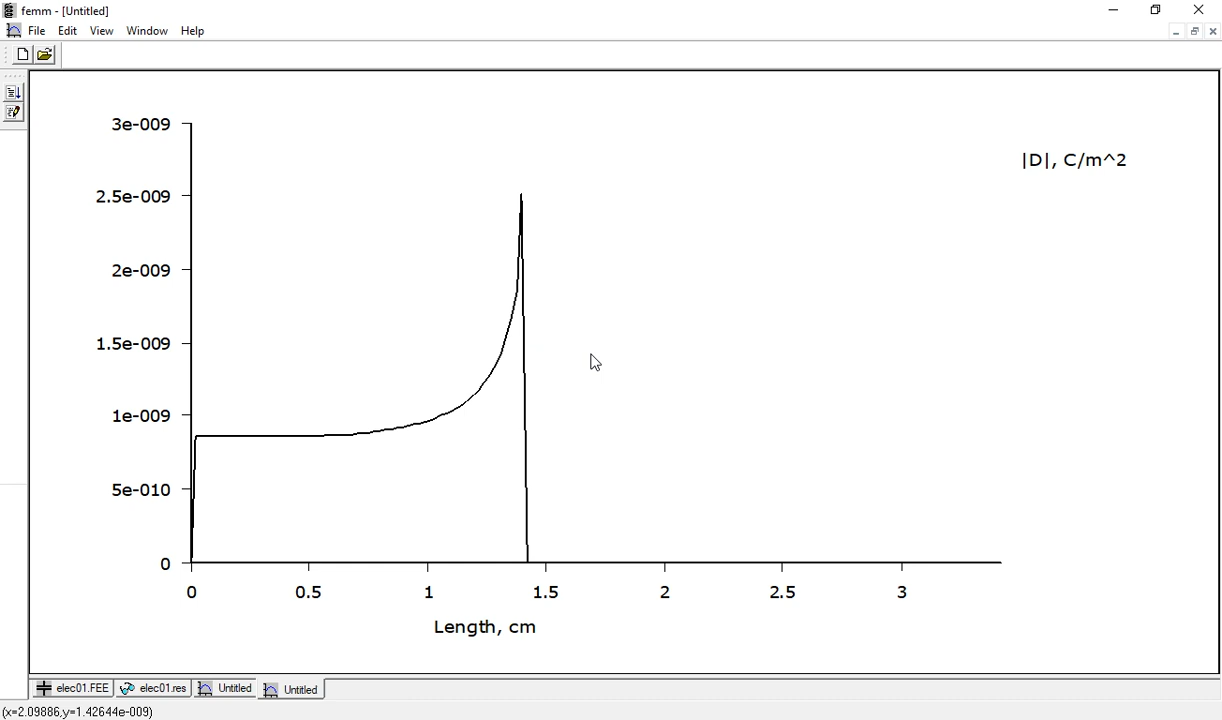 femm - [Untitled]
File Edit View Window Help
3e-009
|D|, C/m^2
2.5e-009
2e-009
1.5e-009
1e-009
5e-010
0
0 0.5 1 1.5 2 2.5 3
Length, cm
elec01.FEE elec01.res Untitled Untitled
(x=2.09886,y=1.42644e-009)